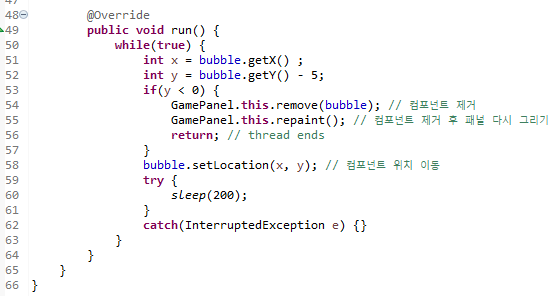 48 @Override
49 public void run() {
50 while(true) {
51 int x = bubble.getX() ;
52 int y = bubble.getY() - 5;
53 if(y < 0) {
54 GamePanel.this.remove(bubble); // 컴포넌트 제거
55 GamePanel.this.repaint(); // 컴포넌트 제거 후 패널 다시 그리기
56 return; // thread ends
57 }
58 bubble.setLocation(x, y); // 컴포넌트 위치 이동
59 try {
60 sleep(200);
61 }
62 catch(InterruptedException e) {}
63 }
64 }
65 }
66 }